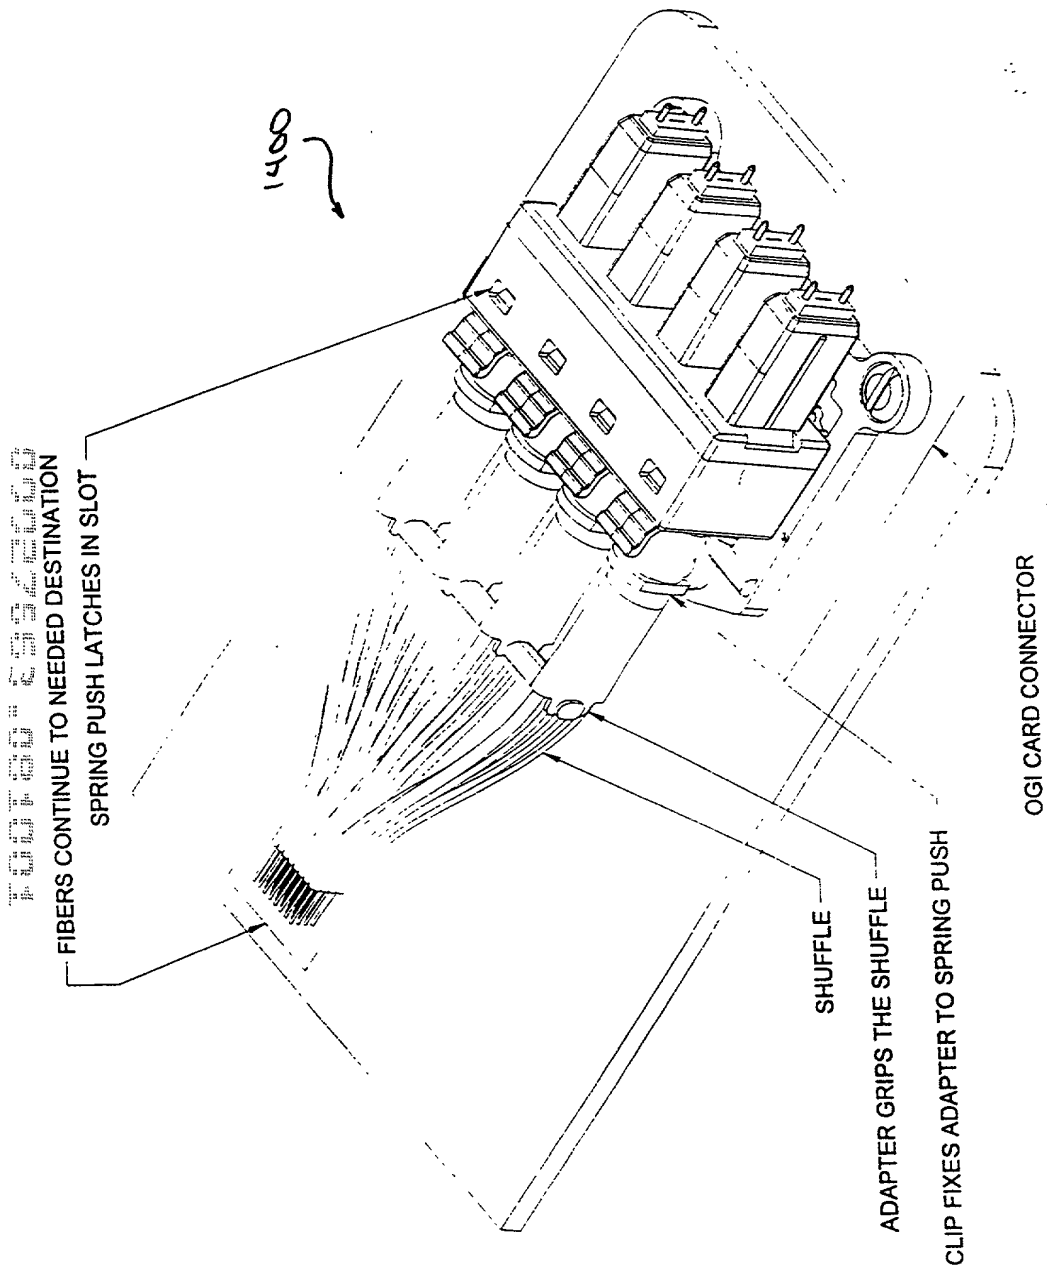 1400
FIBERS CONTINUE TO NEEDED DESTINATION
SPRING PUSH LATCHES IN SLOT
SHUFFLE
ADAPTER GRIPS THE SHUFFLE
CLIP FIXES ADAPTER TO SPRING PUSH
OGI CARD CONNECTOR